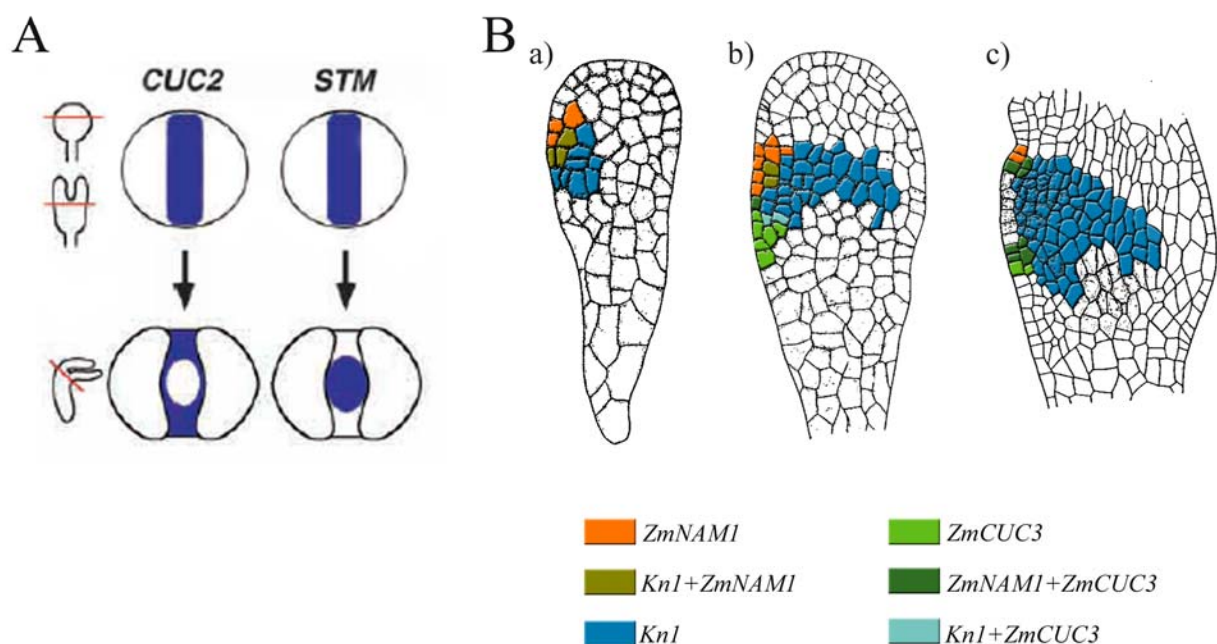 A
CUC2 STM
B
a) b) c)
ZmNAM1 ZmCUC3
Kn1+ZmNAM1 ZmNAM1+ZmCUC3
Kn1 Kn1+ZmCUC3